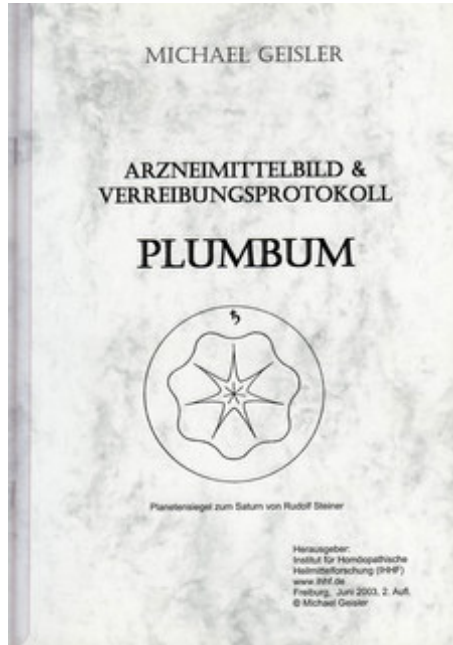 MICHAEL GEISLER
ARZNEIMITTELBILD &
VERREIBUNGSPROTOKOLL
PLUMBUM
♄
Planetensiegel zum Saturn von Rudolf Steiner
Herausgeber:
Institut für Homöopathische
Heilmittelforschung (IHHF)
www.ihhf.de
Freiburg, Juni 2003, 2. Aufl.
© Michael Geisler